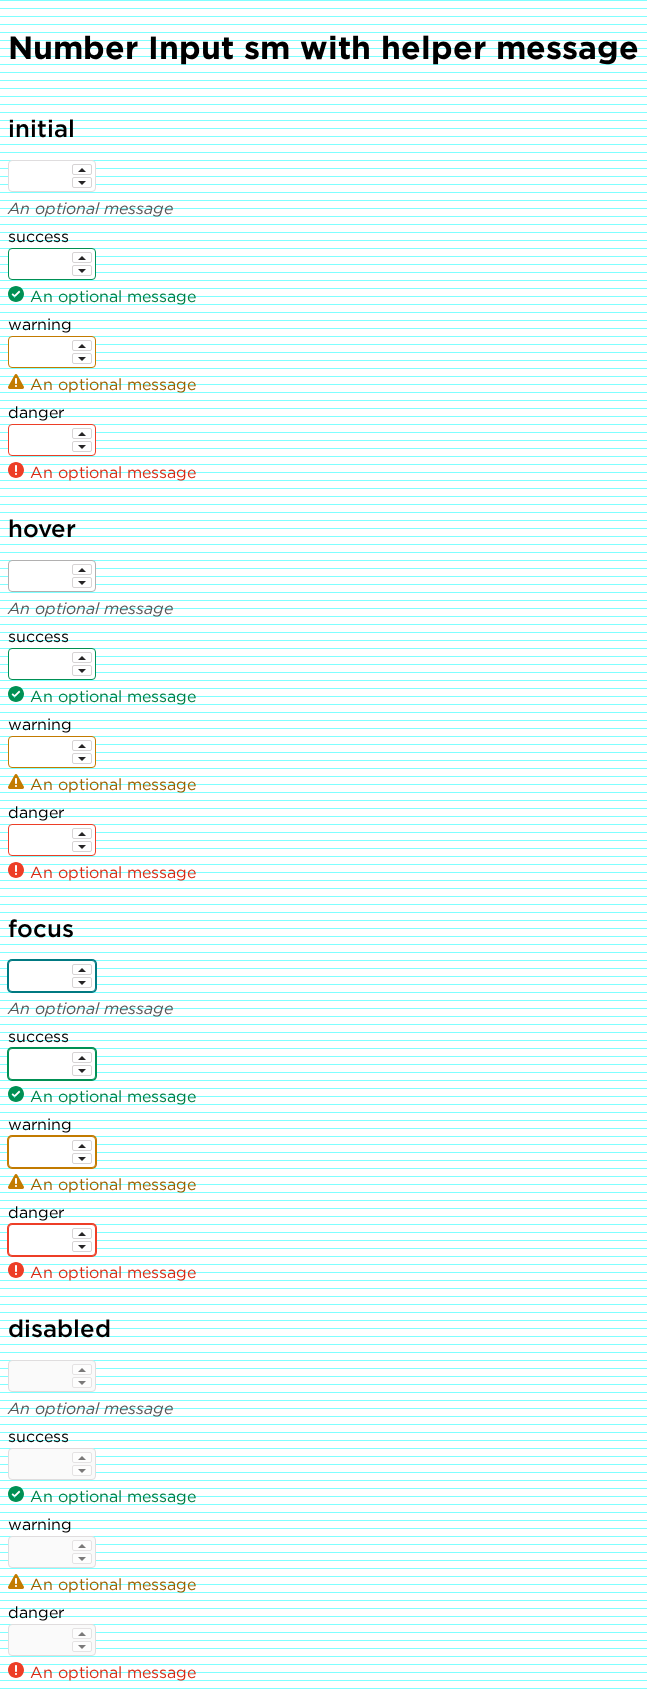 Number Input sm with helper message
initial
An optional message
success
An optional message
warning
An optional message
danger
An optional message
hover
An optional message
success
An optional message
warning
An optional message
danger
An optional message
focus
An optional message
success
An optional message
warning
An optional message
danger
An optional message
disabled
An optional message
success
An optional message
warning
An optional message
danger
An optional message